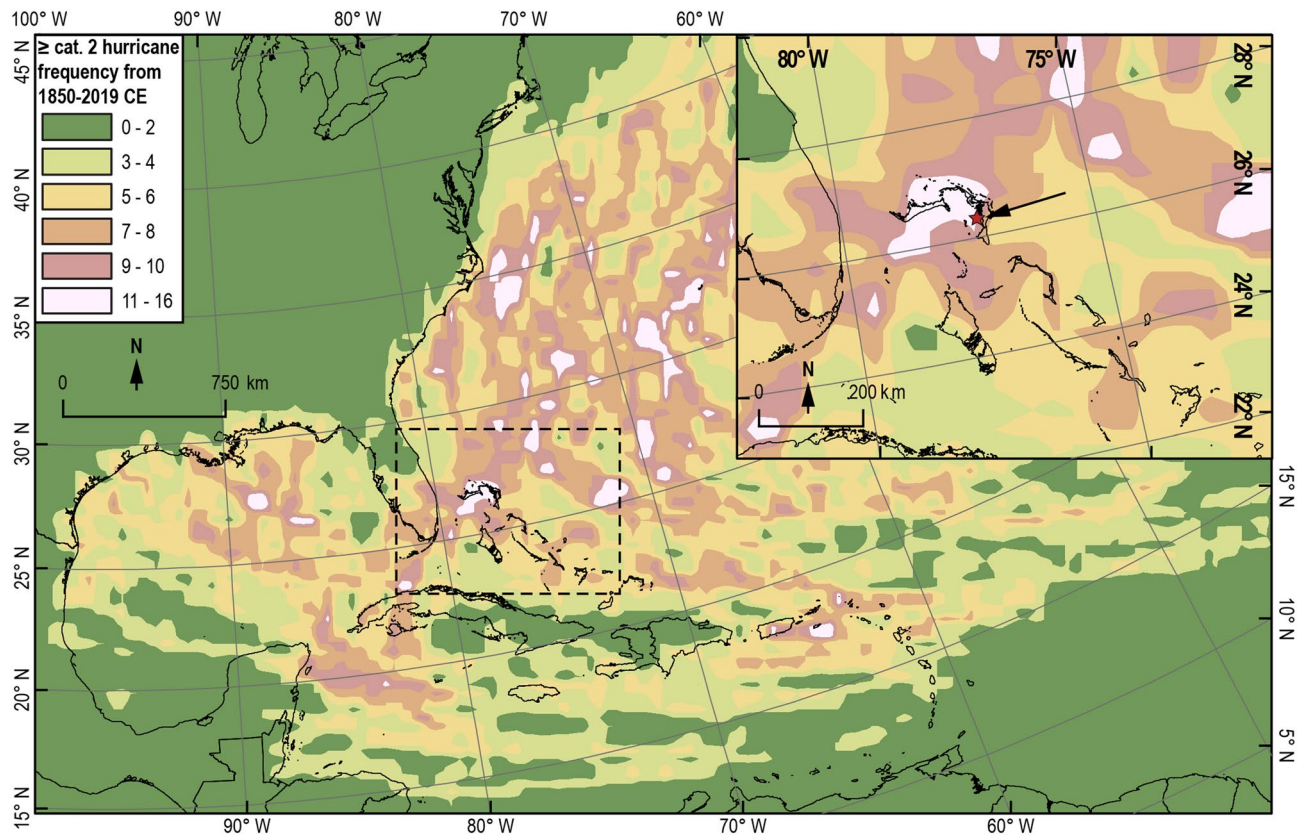 100° W
90° W
80° W
70° W
60° W
≥ cat. 2 hurricane
frequency from
1850-2019 CE
0 - 2
3 - 4
5 - 6
7 - 8
9 - 10
11 - 16
N
0
750 km
45° N
40° N
35° N
30° N
25° N
20° N
15° N
80° W
75° W
28° N
26° N
24° N
22° N
N
0
200 km
15° N
10° N
5° N
90° W
80° W
70° W
60° W